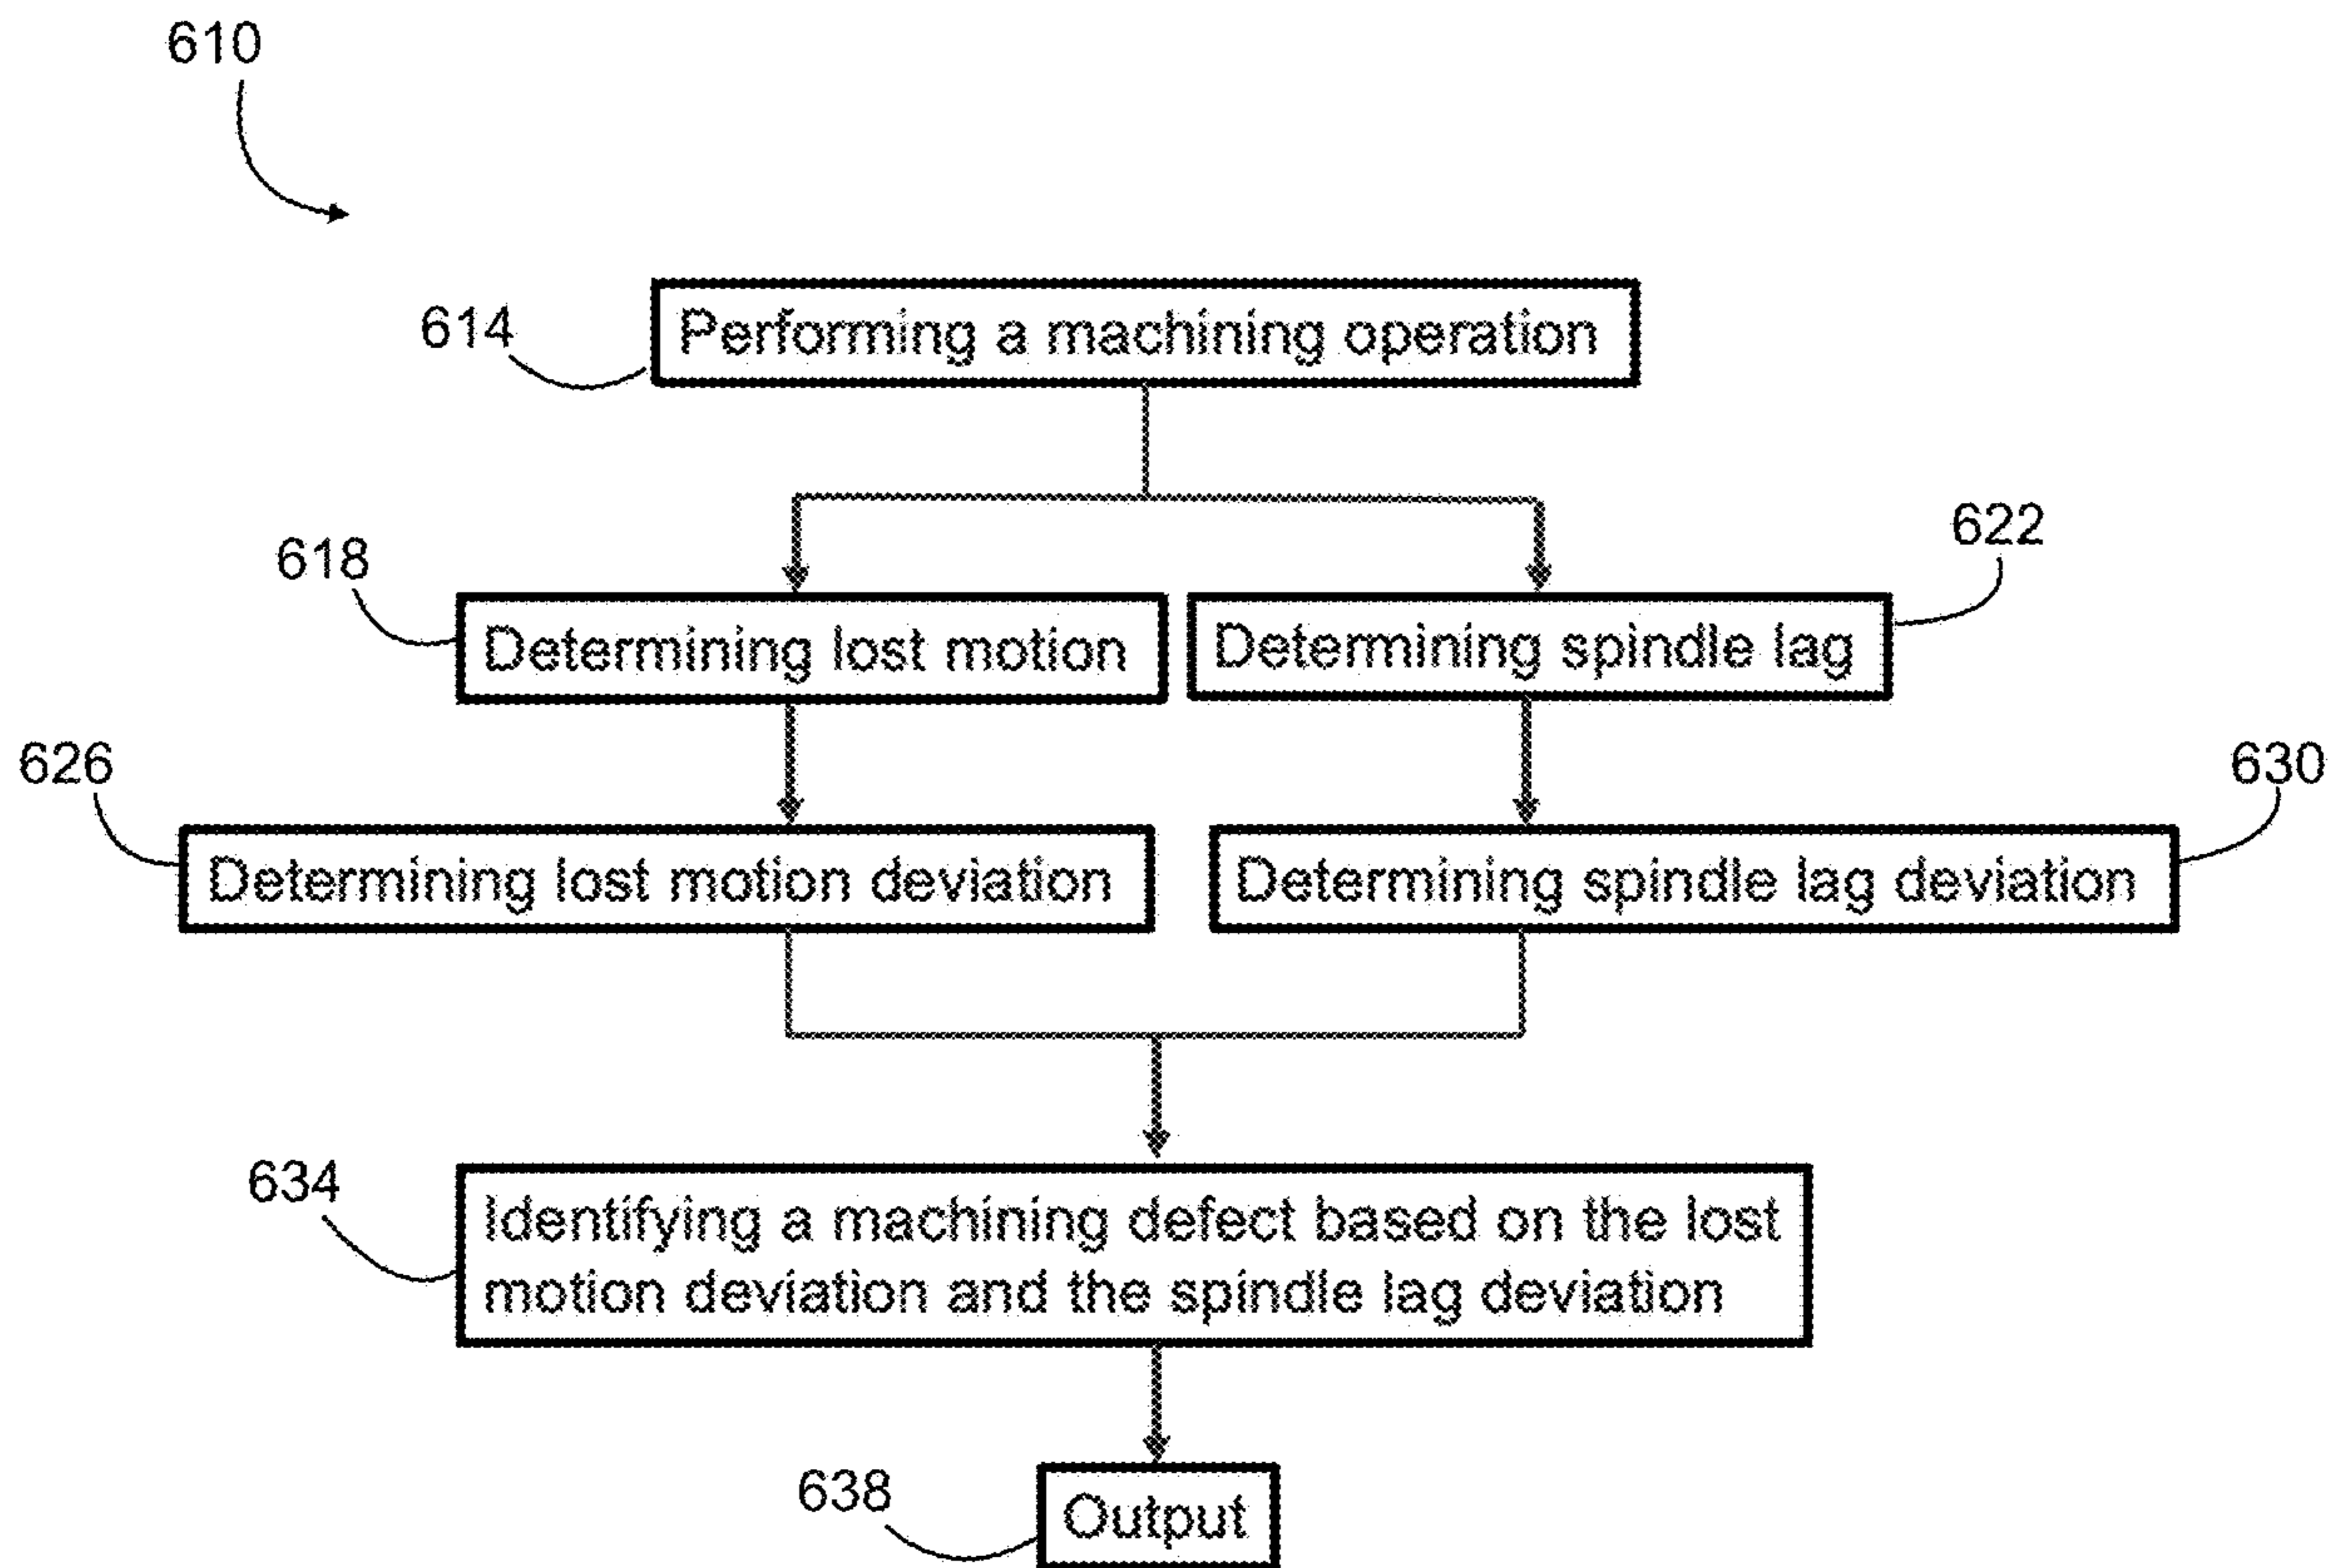 610
614
Performing a machining operation
618
622
Determining lost motion
Determining spindle lag
626
630
Determining lost motion deviation
Determining spindle lag deviation
634
Identifying a machining defect based on the lost
motion deviation and the spindle lag deviation
638
Output